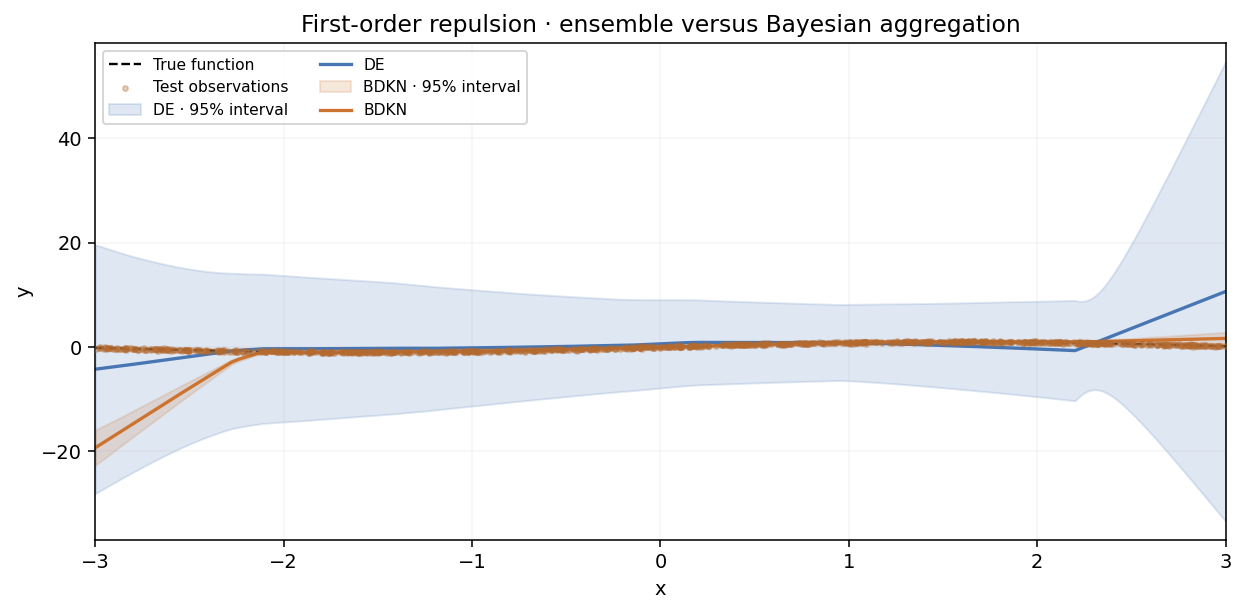 First-order repulsion · ensemble versus Bayesian aggregation
True function
Test observations
DE · 95% interval
DE
BDKN · 95% interval
BDKN
y
40
20
0
−20
−3
−2
−1
0
1
2
3
x